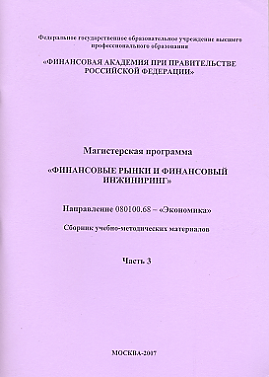 Федеральное государственное образовательное учреждение высшего
профессионального образования
«ФИНАНСОВАЯ АКАДЕМИЯ ПРИ ПРАВИТЕЛЬСТВЕ
РОССИЙСКОЙ ФЕДЕРАЦИИ»
Магистерская программа
«ФИНАНСОВЫЕ РЫНКИ И ФИНАНСОВЫЙ
ИНЖИНИРИНГ»
Направление 080100.68 – «Экономика»
Сборник учебно-методических материалов
Часть 3
МОСКВА-2007